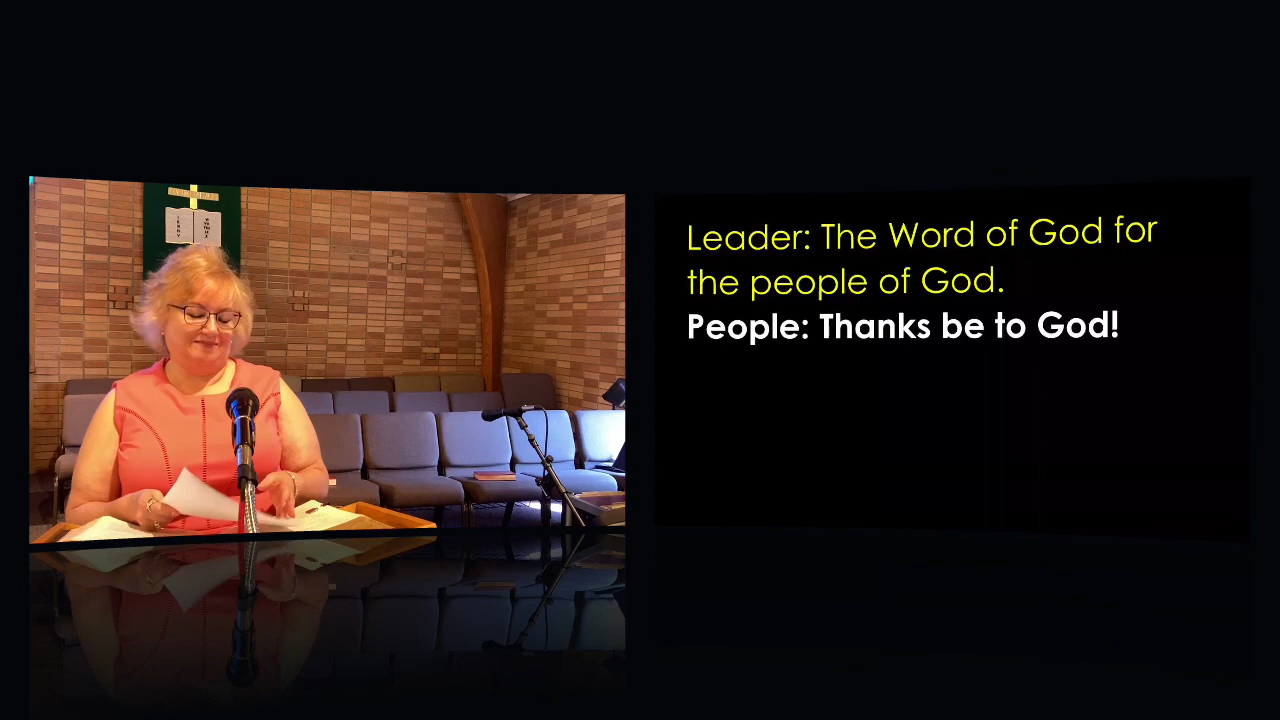 Leader: The Word of God for
the people of God.
People: Thanks be to God!